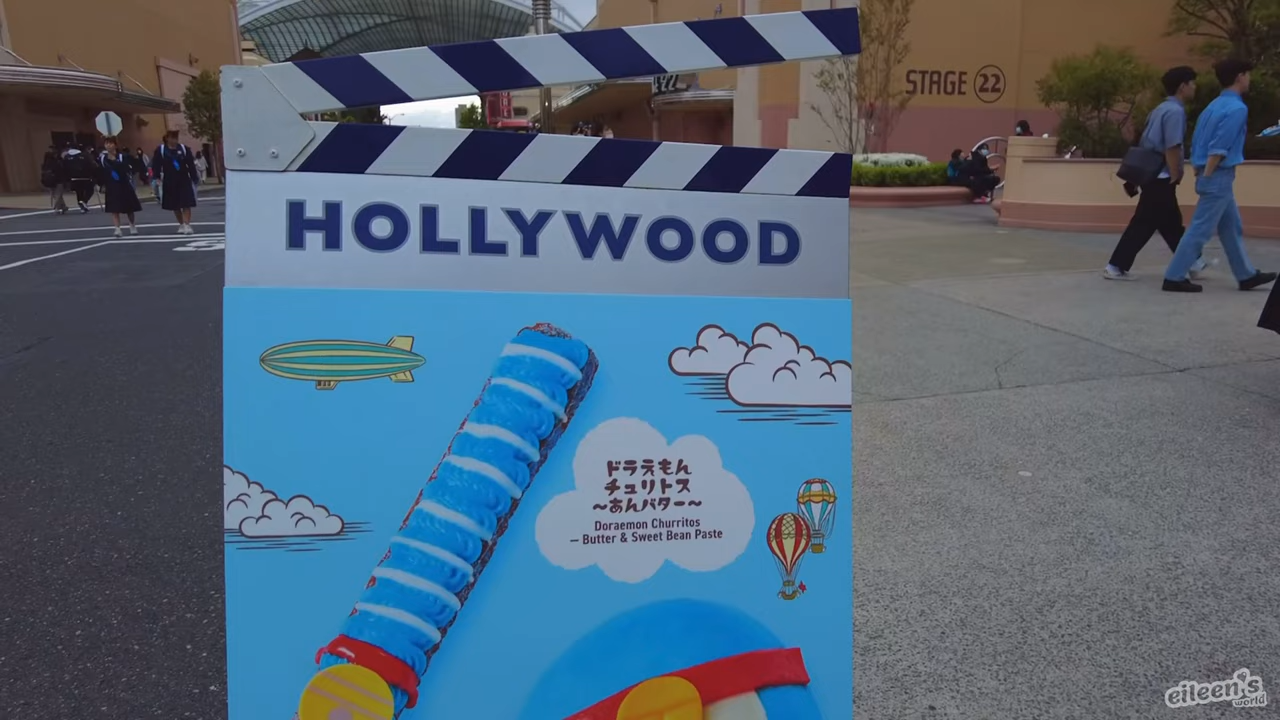 STAGE 22
HOLLYWOOD
ドラえもん
チュリトス
~あんバター~
Doraemon Churritos
– Butter & Sweet Bean Paste
eileen's
world